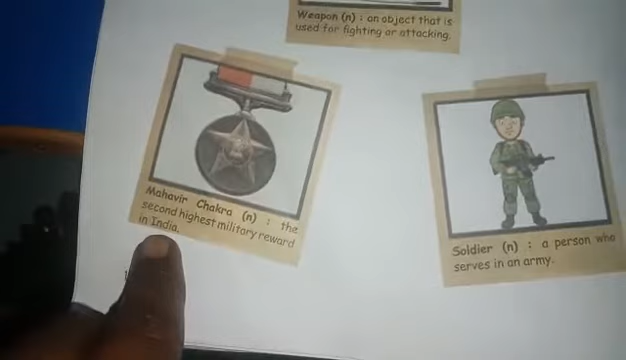 Weapon (n) : an object that is
used for fighting or attacking.
Mahavir Chakra (n) : the
second highest military reward
in India.
Soldier (n) : a person who
serves in an army.